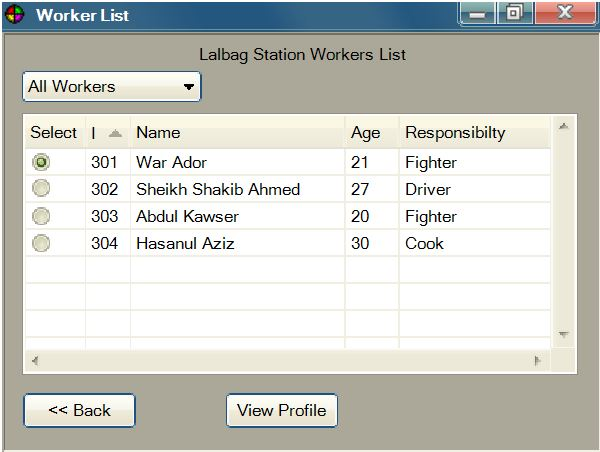 Worker List
Lalbag Station Workers List
All Workers
Select I Name Age Responsibilty
301 War Ador 21 Fighter
302 Sheikh Shakib Ahmed 27 Driver
303 Abdul Kawser 20 Fighter
304 Hasanul Aziz 30 Cook
<< Back View Profile